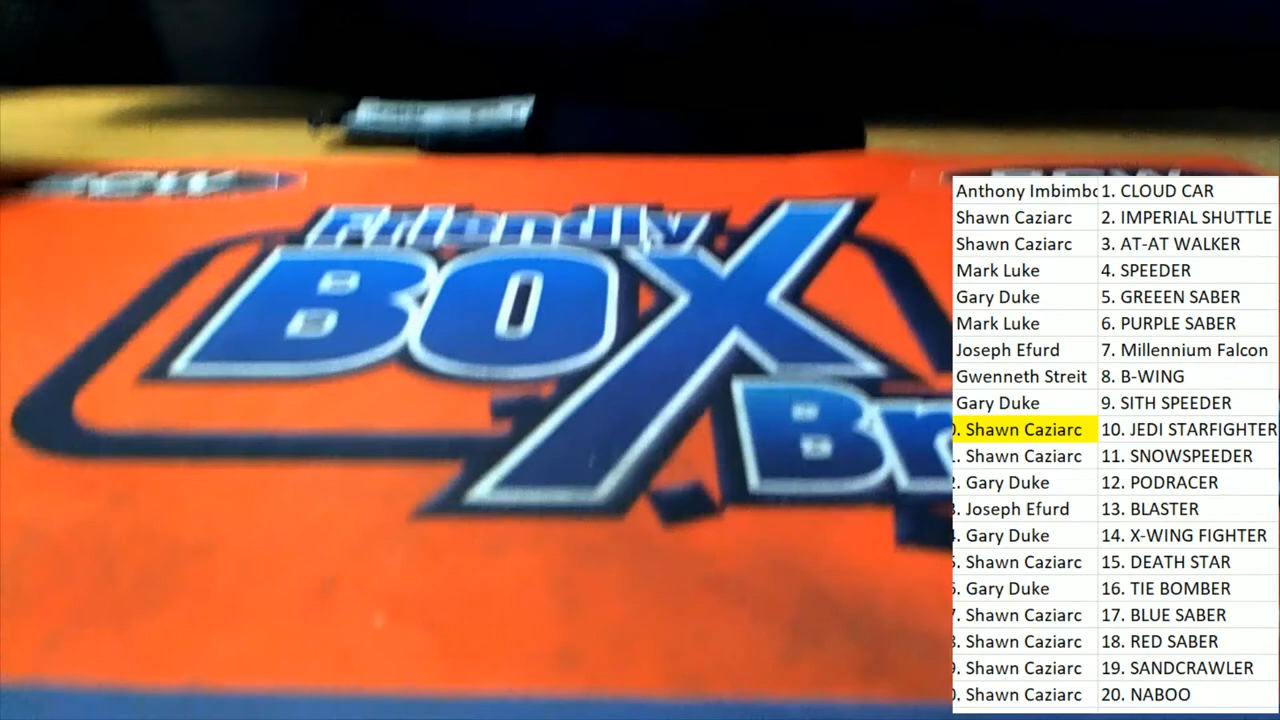 Friendly
BOX
Br
Anthony Imbimbo 1. CLOUD CAR
Shawn Caziarc 2. IMPERIAL SHUTTLE
Shawn Caziarc 3. AT-AT WALKER
Mark Luke 4. SPEEDER
Gary Duke 5. GREEEN SABER
Mark Luke 6. PURPLE SABER
Joseph Efurd 7. Millennium Falcon
Gwenneth Streit 8. B-WING
Gary Duke 9. SITH SPEEDER
. Shawn Caziarc 10. JEDI STARFIGHTER
. Shawn Caziarc 11. SNOWSPEEDER
. Gary Duke 12. PODRACER
. Joseph Efurd 13. BLASTER
. Gary Duke 14. X-WING FIGHTER
. Shawn Caziarc 15. DEATH STAR
. Gary Duke 16. TIE BOMBER
. Shawn Caziarc 17. BLUE SABER
. Shawn Caziarc 18. RED SABER
. Shawn Caziarc 19. SANDCRAWLER
. Shawn Caziarc 20. NABOO